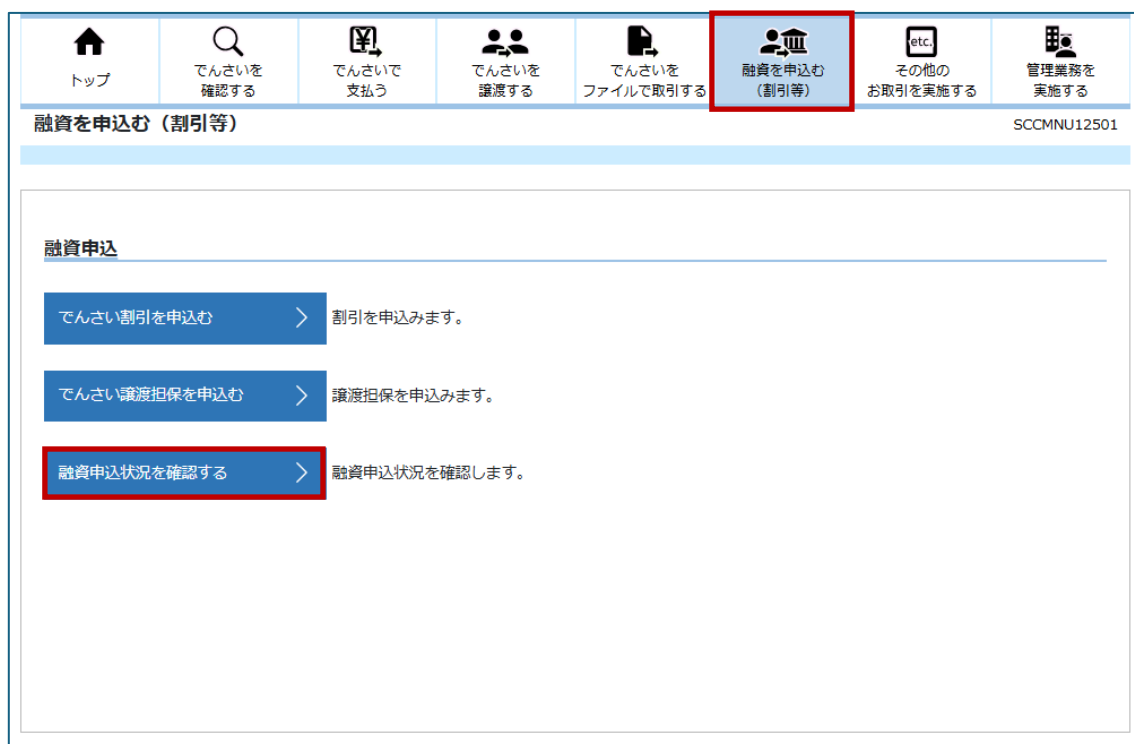 トップ
でんさいを
確認する
でんさいで
支払う
でんさいを
譲渡する
でんさいを
ファイルで取引する
融資を申込む
(割引等)
etc.
その他の
お取引を実施する
管理業務を
実施する
融資を申込む(割引等)
SCCMNU12501
融資申込
でんさい割引を申込む 割引を申込みます。
でんさい譲渡担保を申込む 譲渡担保を申込みます。
融資申込状況を確認する 融資申込状況を確認します。